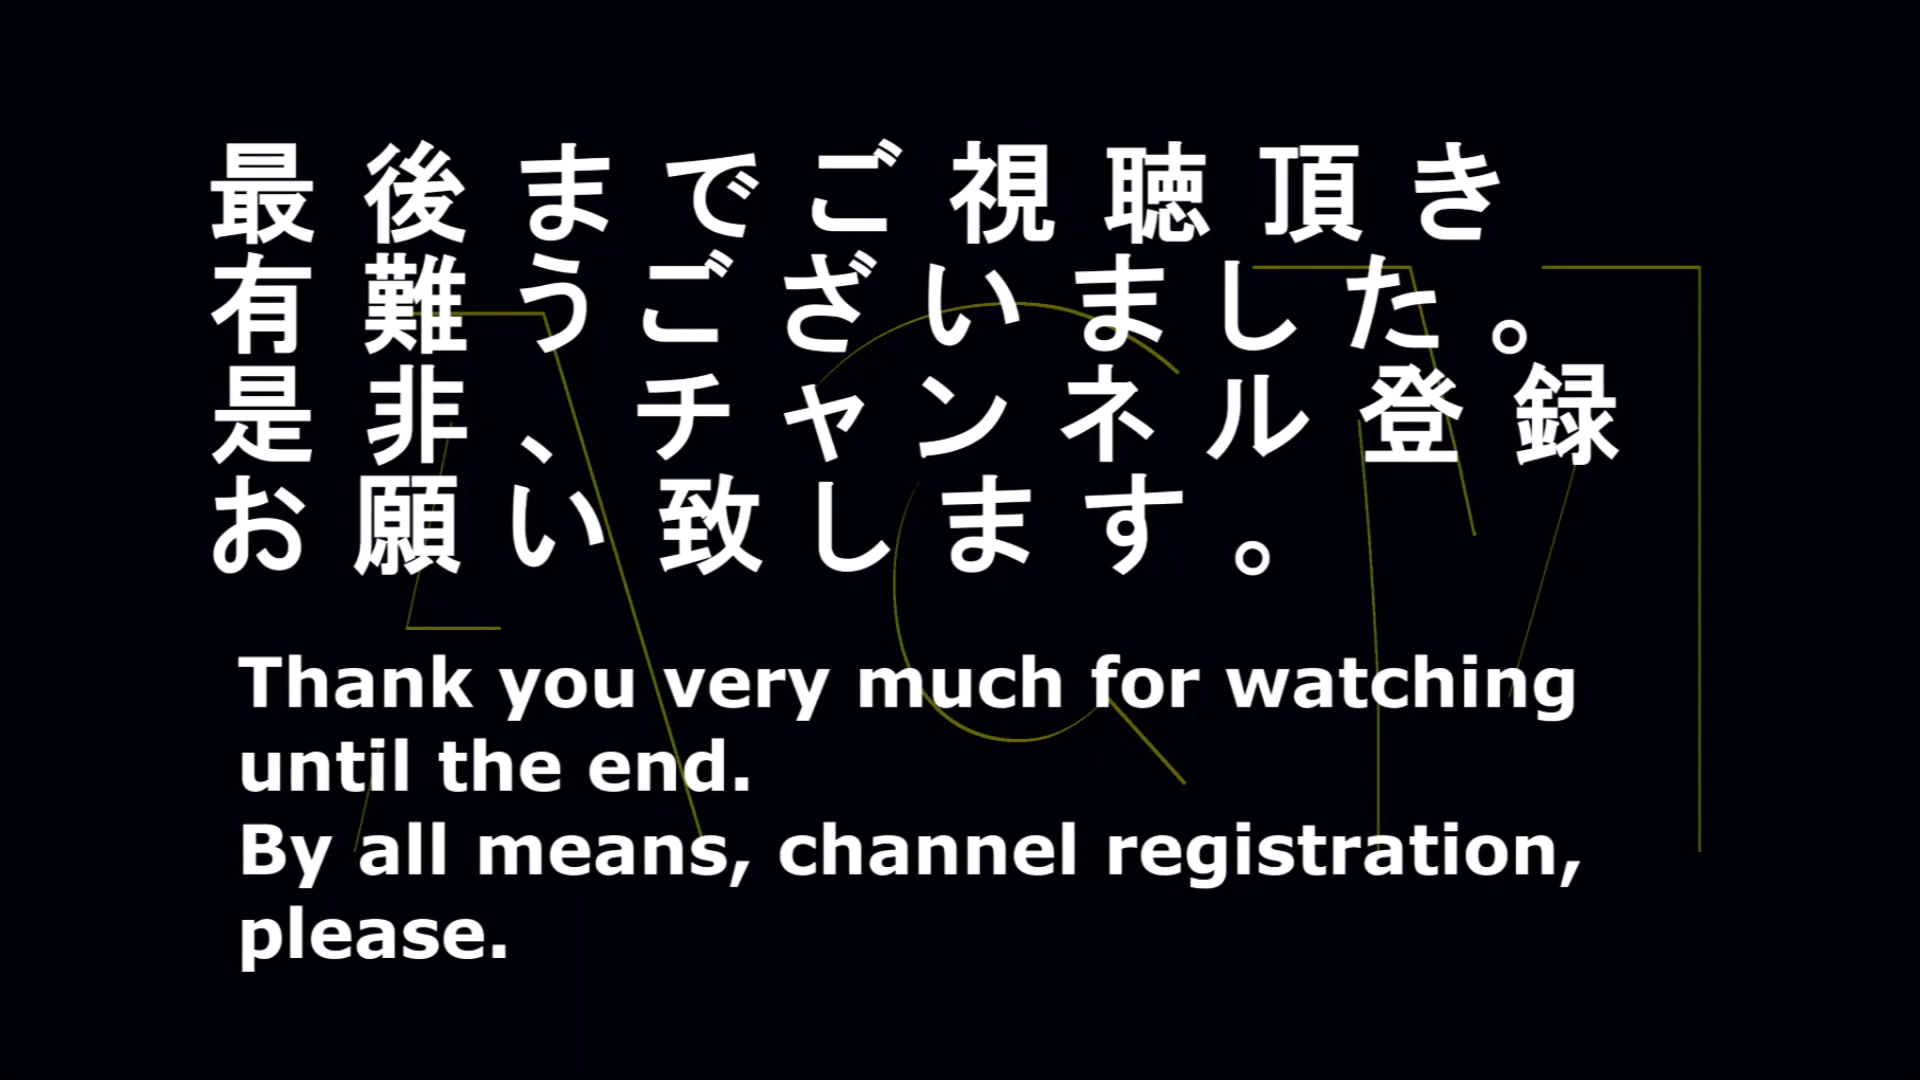 最後までご視聴頂き
有難うございました。
是非、チャンネル登録
お願い致します。
Thank you very much for watching
until the end.
By all means, channel registration,
please.